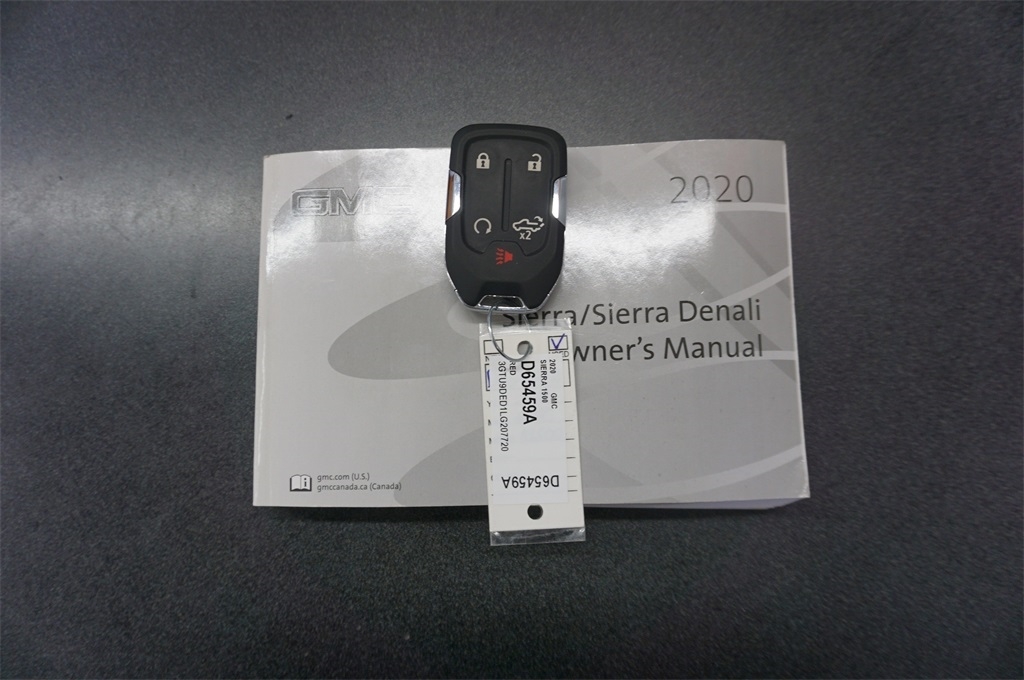 GMC
2020
x2
Sierra/Sierra Denali
wner's Manual
2020 GMC
SIERRA 1500
D65459A
RED
3GTU9DED1LG207720
D65459A
gmc.com (U.S.)
gmccanada.ca (Canada)